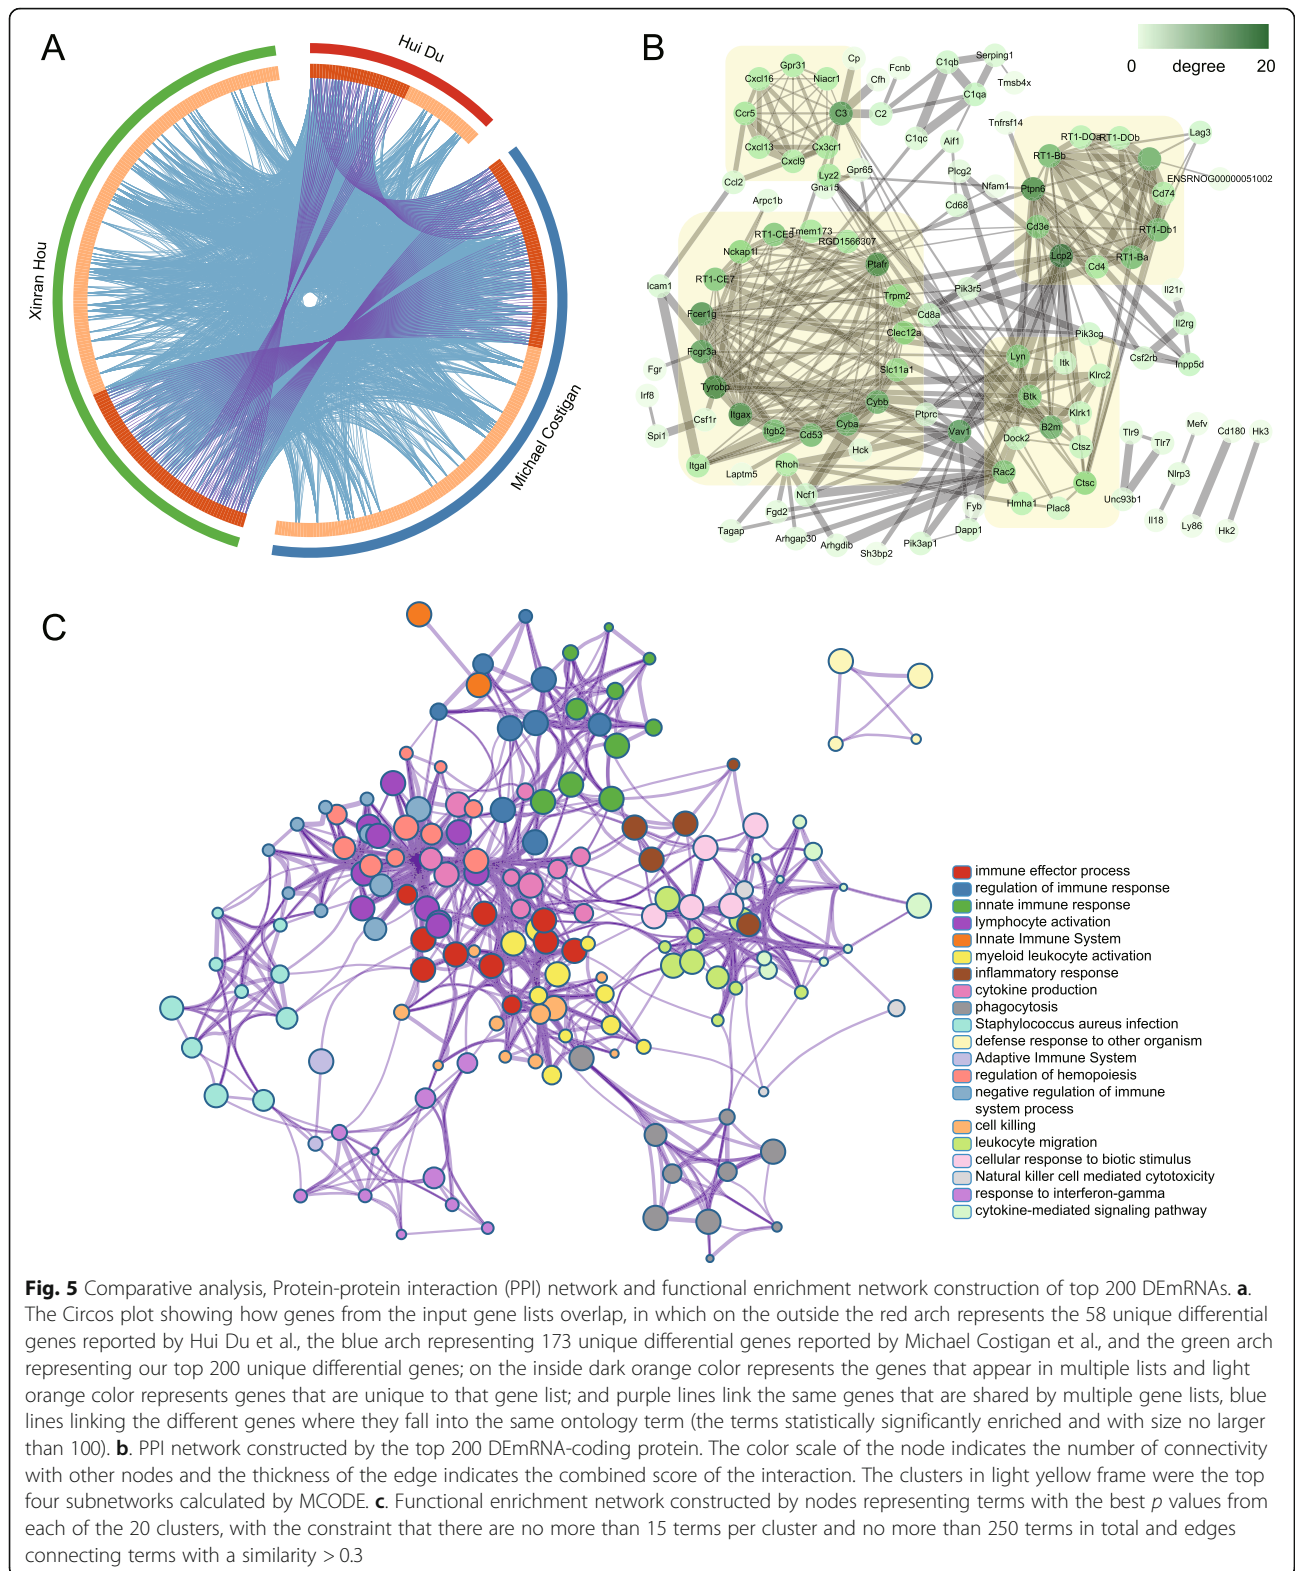 A
Hui Du
Xinran Hou
Michael Costigan
B
0 degree 20
Gpr31
Cxcl16
Niacr1
Ccr5
C3
Cxcl13
Cx3cr1
Cxcl9
Lyz2
Gpr65
Ccl2
Gna15
Arpc1b
Cp
Cfh
Fcnb
C2
C1qb
Serping1
Tmsb4x
C1qa
C1qc
Aif1
Tnfrsf14
Plcg2
Nfam1
Cd68
RT1-DOa
RT1-DOb
Lag3
RT1-Bb
ENSRNOG00000051002
Ptpn6
Cd74
Cd3e
RT1-Db1
Lcp2
Cd4
RT1-Ba
RT1-CE5
Tmem173
RGD1566307
Nckap1l
Ptafr
RT1-CE7
Icam1
Trpm2
Pik3r5
Il21r
Fcer1g
Cd8a
Clec12a
Pik3cg
Il2rg
Fcgr3a
Lyn
Itk
Csf2rb
Inpp5d
Fgr
Slc11a1
Klrc2
Tyrobp
Irf8
Btk
Itgax
Cybb
Ptprc
Klrk1
Csf1r
Spi1
Itgb2
Cd53
Cyba
Vav1
B2m
Dock2
Ctsz
Hck
Itgal
Laptm5
Rhoh
Rac2
Ctsc
Ncf1
Hmha1
Plac8
Fyb
Fgd2
Tagap
Arhgap30
Arhgdib
Sh3bp2
Pik3ap1
Dapp1
Tlr9
Tlr7
Unc93b1
Mefv
Nlrp3
Il18
Cd180
Ly86
Hk3
Hk2
C
immune effector process
regulation of immune response
innate immune response
lymphocyte activation
Innate Immune System
myeloid leukocyte activation
inflammatory response
cytokine production
phagocytosis
Staphylococcus aureus infection
defense response to other organism
Adaptive Immune System
regulation of hemopoiesis
negative regulation of immune
system process
cell killing
leukocyte migration
cellular response to biotic stimulus
Natural killer cell mediated cytotoxicity
response to interferon-gamma
cytokine-mediated signaling pathway
Fig. 5 Comparative analysis, Protein-protein interaction (PPI) network and functional enrichment network construction of top 200 DEmRNAs. a.
The Circos plot showing how genes from the input gene lists overlap, in which on the outside the red arch represents the 58 unique differential
genes reported by Hui Du et al., the blue arch representing 173 unique differential genes reported by Michael Costigan et al., and the green arch
representing our top 200 unique differential genes; on the inside dark orange color represents the genes that appear in multiple lists and light
orange color represents genes that are unique to that gene list; and purple lines link the same genes that are shared by multiple gene lists, blue
lines linking the different genes where they fall into the same ontology term (the terms statistically significantly enriched and with size no larger
than 100). b. PPI network constructed by the top 200 DEmRNA-coding protein. The color scale of the node indicates the number of connectivity
with other nodes and the thickness of the edge indicates the combined score of the interaction. The clusters in light yellow frame were the top
four subnetworks calculated by MCODE. c. Functional enrichment network constructed by nodes representing terms with the best p values from
each of the 20 clusters, with the constraint that there are no more than 15 terms per cluster and no more than 250 terms in total and edges
connecting terms with a similarity > 0.3